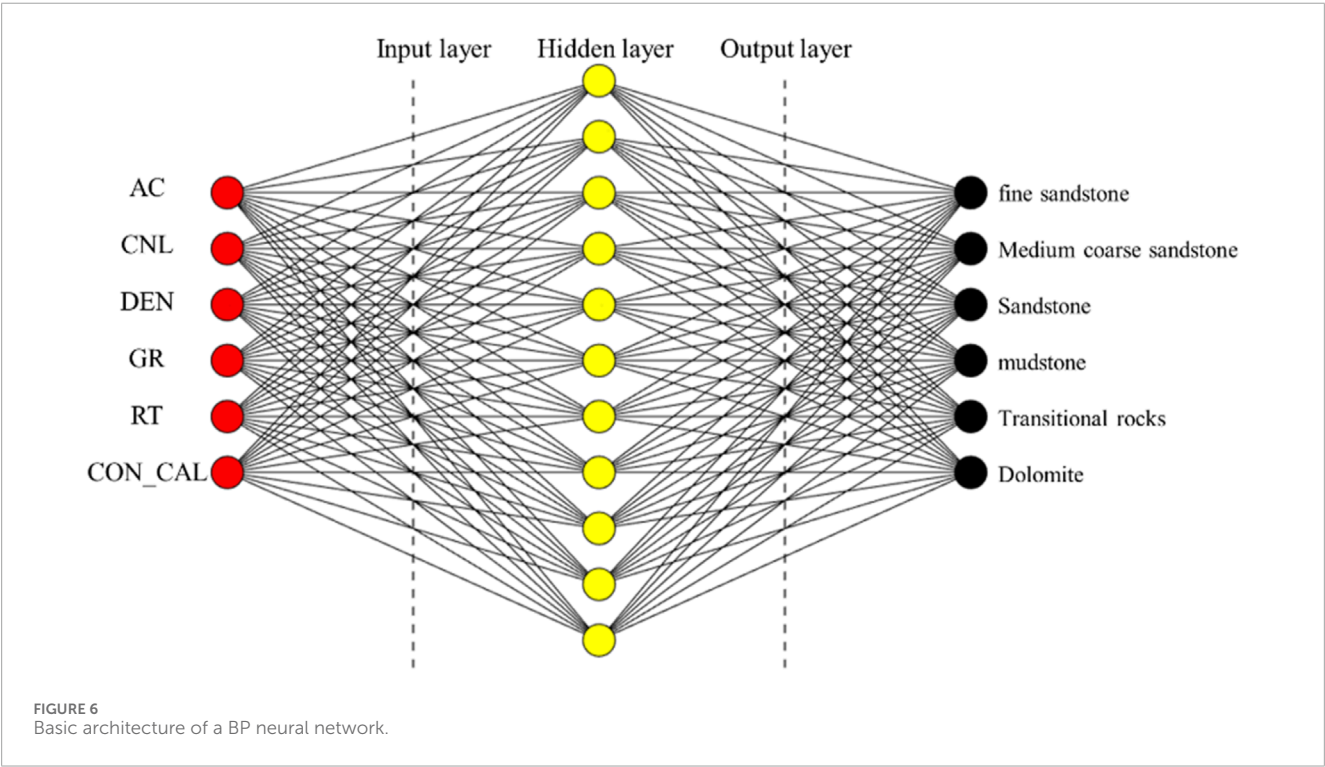 Input layer Hidden layer Output layer
AC
CNL
DEN
GR
RT
CON_CAL
fine sandstone
Medium coarse sandstone
Sandstone
mudstone
Transitional rocks
Dolomite
FIGURE 6
Basic architecture of a BP neural network.